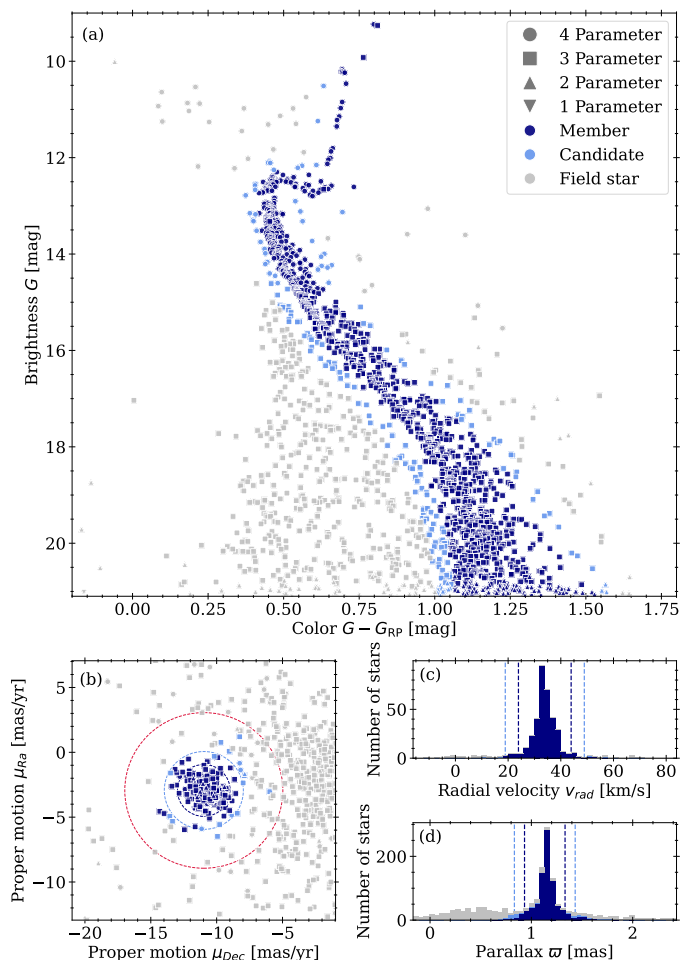 (a)
4 Parameter
3 Parameter
2 Parameter
1 Parameter
Member
Candidate
Field star
10
12
14
16
18
20
Brightness G [mag]
0.00 0.25 0.50 0.75 1.00 1.25 1.50 1.75
Color G − G_RP [mag]
(b)
5
0
−5
−10
Proper motion μ_Ra [mas/yr]
−20 −15 −10 −5
Proper motion μ_Dec [mas/yr]
(c)
50
0
Number of stars
0 20 40 60 80
Radial velocity v_rad [km/s]
(d)
200
0
Number of stars
0 1 2
Parallax ϖ [mas]